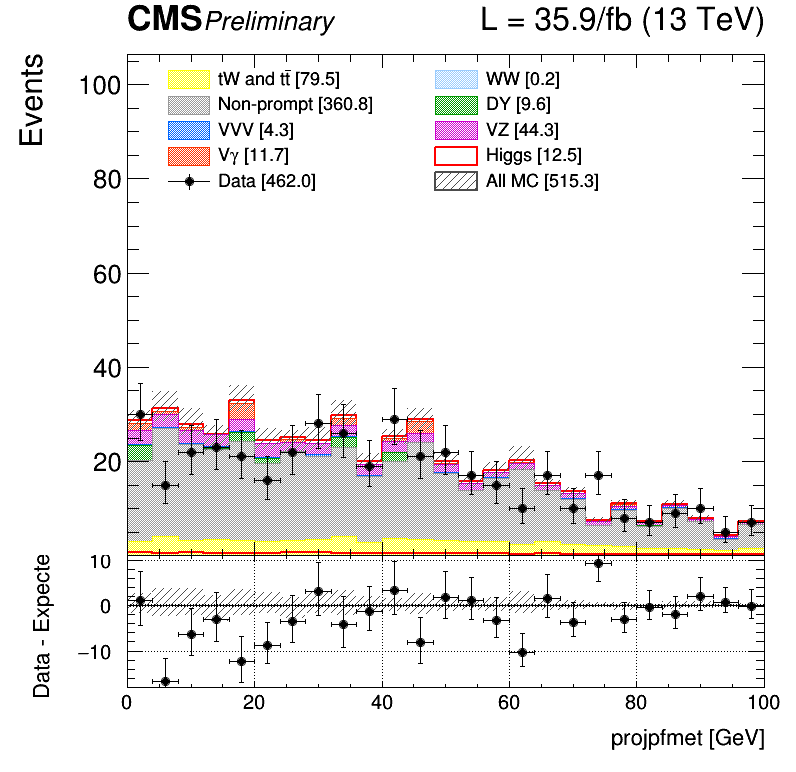 CMS Preliminary L = 35.9/fb (13 TeV)
Events
100
80
60
40
20
tW and tt̄ [79.5]
Non-prompt [360.8]
VVV [4.3]
Vγ [11.7]
Data [462.0]
WW [0.2]
DY [9.6]
VZ [44.3]
Higgs [12.5]
All MC [515.3]
Data - Expecte
10
0
−10
0 20 40 60 80 100
projpfmet [GeV]